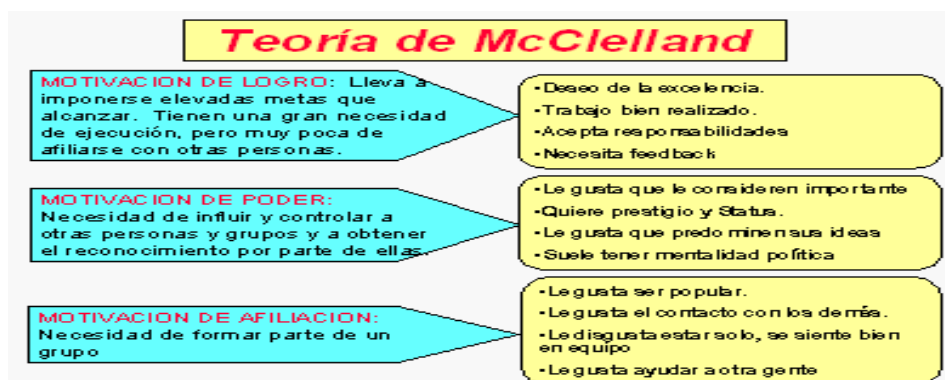 Teoría de McClelland
MOTIVACION DE LOGRO: Lleva a
imponerse elevadas metas que
alcanzar. Tienen una gran necesidad
de ejecución, pero muy poca de
afiliarse con otras personas.
•Deseo de la excelencia.
•Trabajo bien realizado.
•Acepta responsabilidades
•Necesita feedback
MOTIVACION DE PODER:
Necesidad de influir y controlar a
otras personas y grupos y a obtener
el reconocimiento por parte de ellas.
•Le gusta que le consideren importante
•Quiere prestigio y Status.
•Le gusta que predominen sus ideas
•Suele tener mentalidad política
MOTIVACION DE AFILIACION:
Necesidad de formar parte de un
grupo
•Le gusta ser popular.
•Le gusta el contacto con los demás.
•Le disgusta estar solo, se siente bien
en equipo
•Le gusta ayudar a otra gente